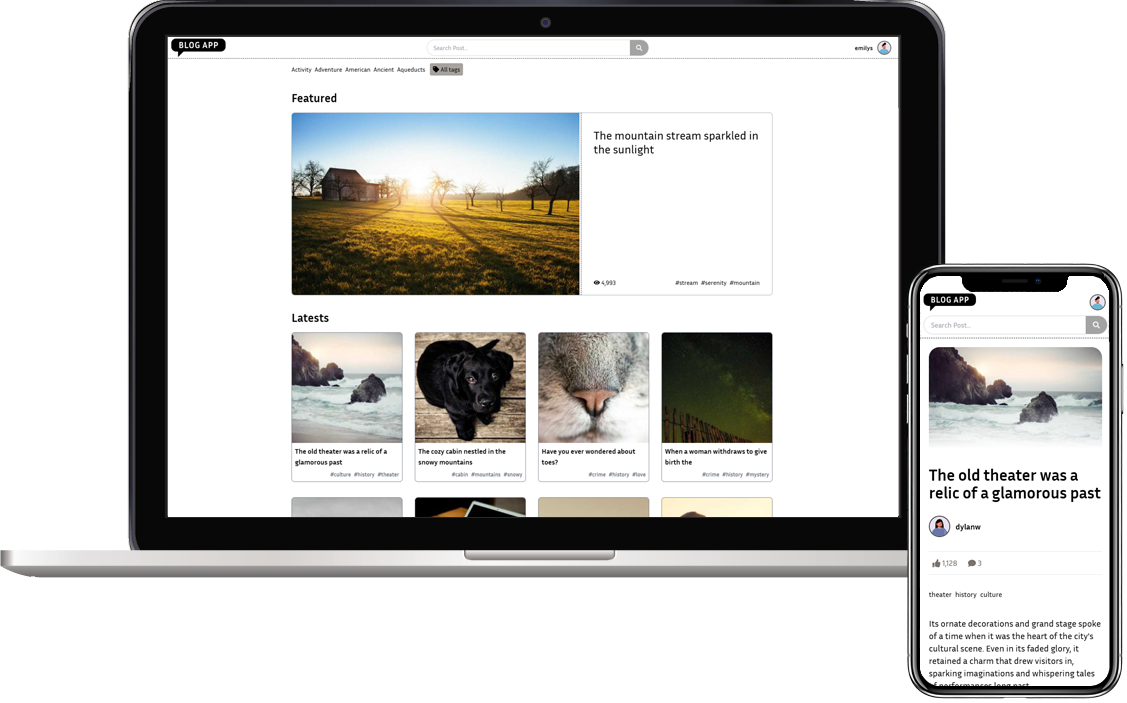 BLOG APP
Search Post..
emilys
Activity Adventure American Ancient Aqueducts All tags
Featured
The mountain stream sparkled in
the sunlight
4,993
#stream #serenity #mountain
Latests
The old theater was a relic of a
glamorous past
#culture #history #theater
The cozy cabin nestled in the
snowy mountains
#cabin #mountains #snowy
Have you ever wondered about
toes?
#crime #history #love
When a woman withdraws to give
birth the
#crime #history #mystery
BLOG APP
Search Post..
The old theater was a
relic of a glamorous past
dylanw
1,128 3
theater history culture
Its ornate decorations and grand stage spoke
of a time when it was the heart of the city's
cultural scene. Even in its faded glory, it
retained a charm that drew visitors in,
sparking imaginations and whispering tales
of performances long past.